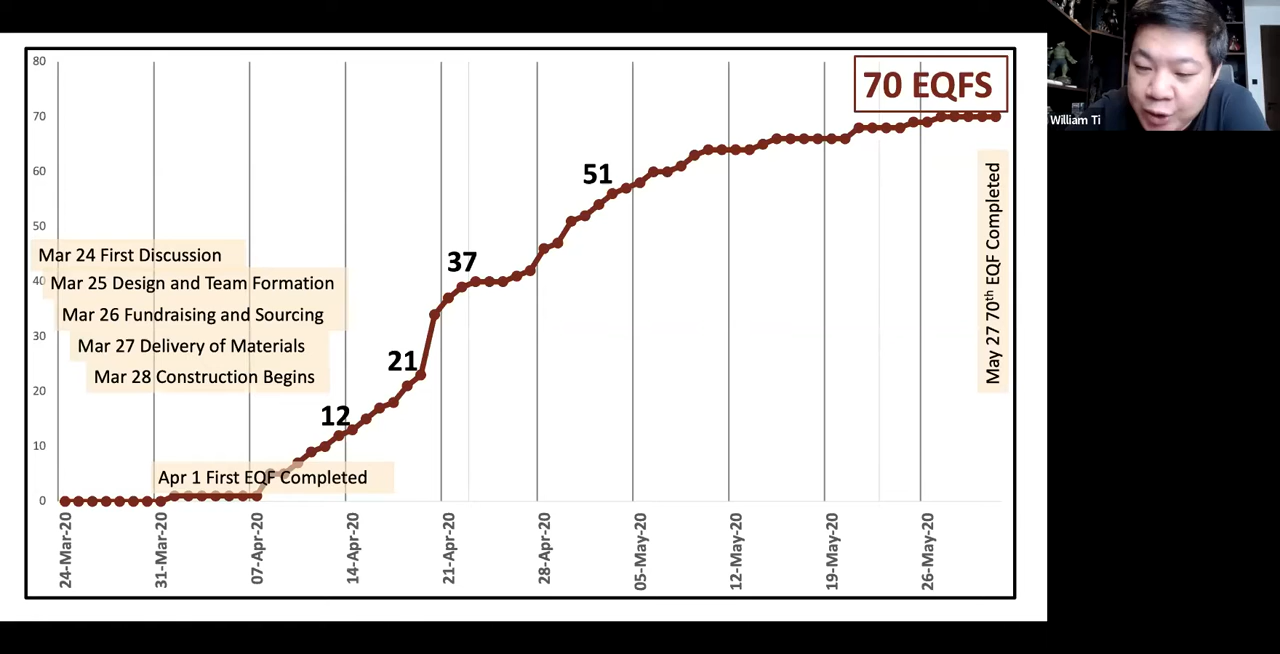 80
70
60
50
40
30
20
10
0
70 EQFS
51
37
21
12
Mar 24 First Discussion
Mar 25 Design and Team Formation
Mar 26 Fundraising and Sourcing
Mar 27 Delivery of Materials
Mar 28 Construction Begins
Apr 1 First EQF Completed
May 27 70th EQF Completed
24-Mar-20
31-Mar-20
07-Apr-20
14-Apr-20
21-Apr-20
28-Apr-20
05-May-20
12-May-20
19-May-20
26-May-20
William Ti